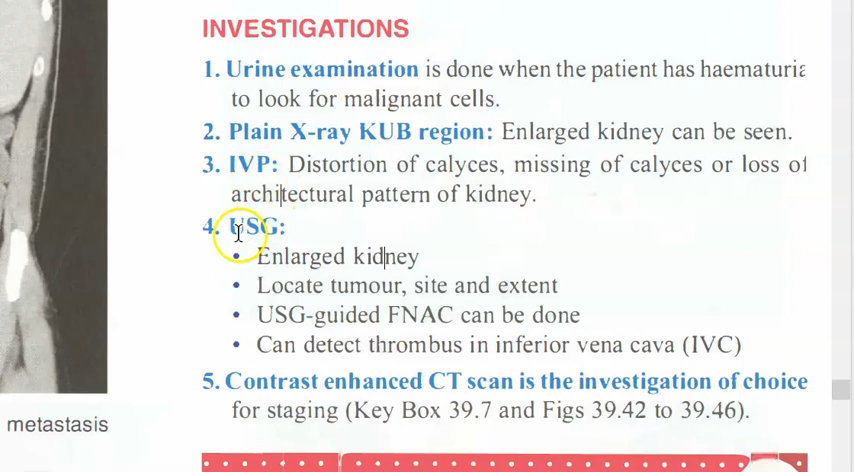 INVESTIGATIONS
1. Urine examination is done when the patient has haematuria
to look for malignant cells.
2. Plain X-ray KUB region: Enlarged kidney can be seen.
3. IVP: Distortion of calyces, missing of calyces or loss of
architectural pattern of kidney.
4. USG:
• Enlarged kidney
• Locate tumour, site and extent
• USG-guided FNAC can be done
• Can detect thrombus in inferior vena cava (IVC)
5. Contrast enhanced CT scan is the investigation of choice
for staging (Key Box 39.7 and Figs 39.42 to 39.46).
metastasis